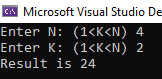 Microsoft Visual Studio De
Enter N: (1<K<N) 4
Enter K: (1<K<N) 2
Result is 24